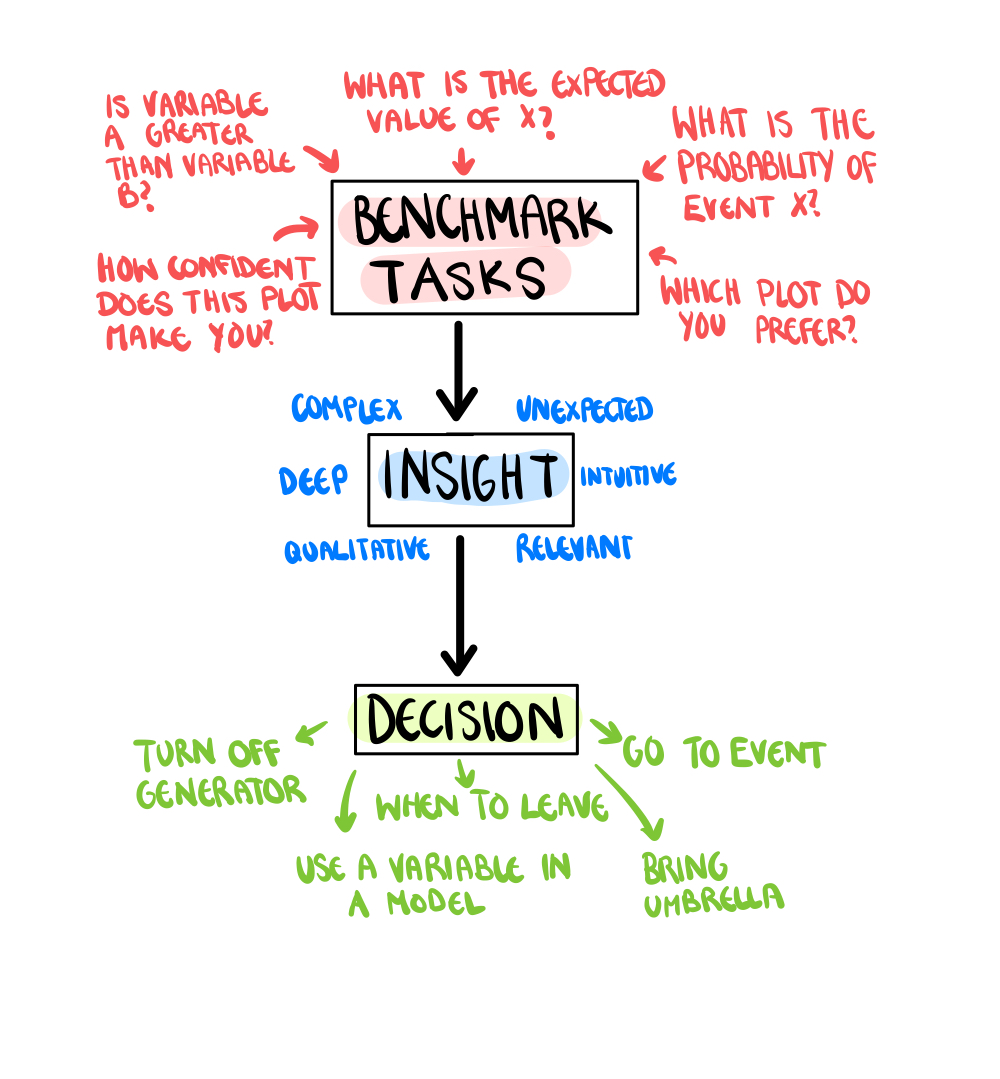 IS VARIABLE
A GREATER
THAN VARIABLE
B?
WHAT IS THE EXPECTED
VALUE OF X?
WHAT IS THE
PROBABILITY OF
EVENT X?
HOW CONFIDENT
DOES THIS PLOT
MAKE YOU?
BENCHMARK
TASKS
WHICH PLOT DO
YOU PREFER?
COMPLEX
UNEXPECTED
DEEP
INSIGHT
INTUITIVE
QUALITATIVE
RELEVANT
DECISION
TURN OFF
GENERATOR
WHEN TO LEAVE
GO TO EVENT
USE A VARIABLE IN
A MODEL
BRING
UMBRELLA